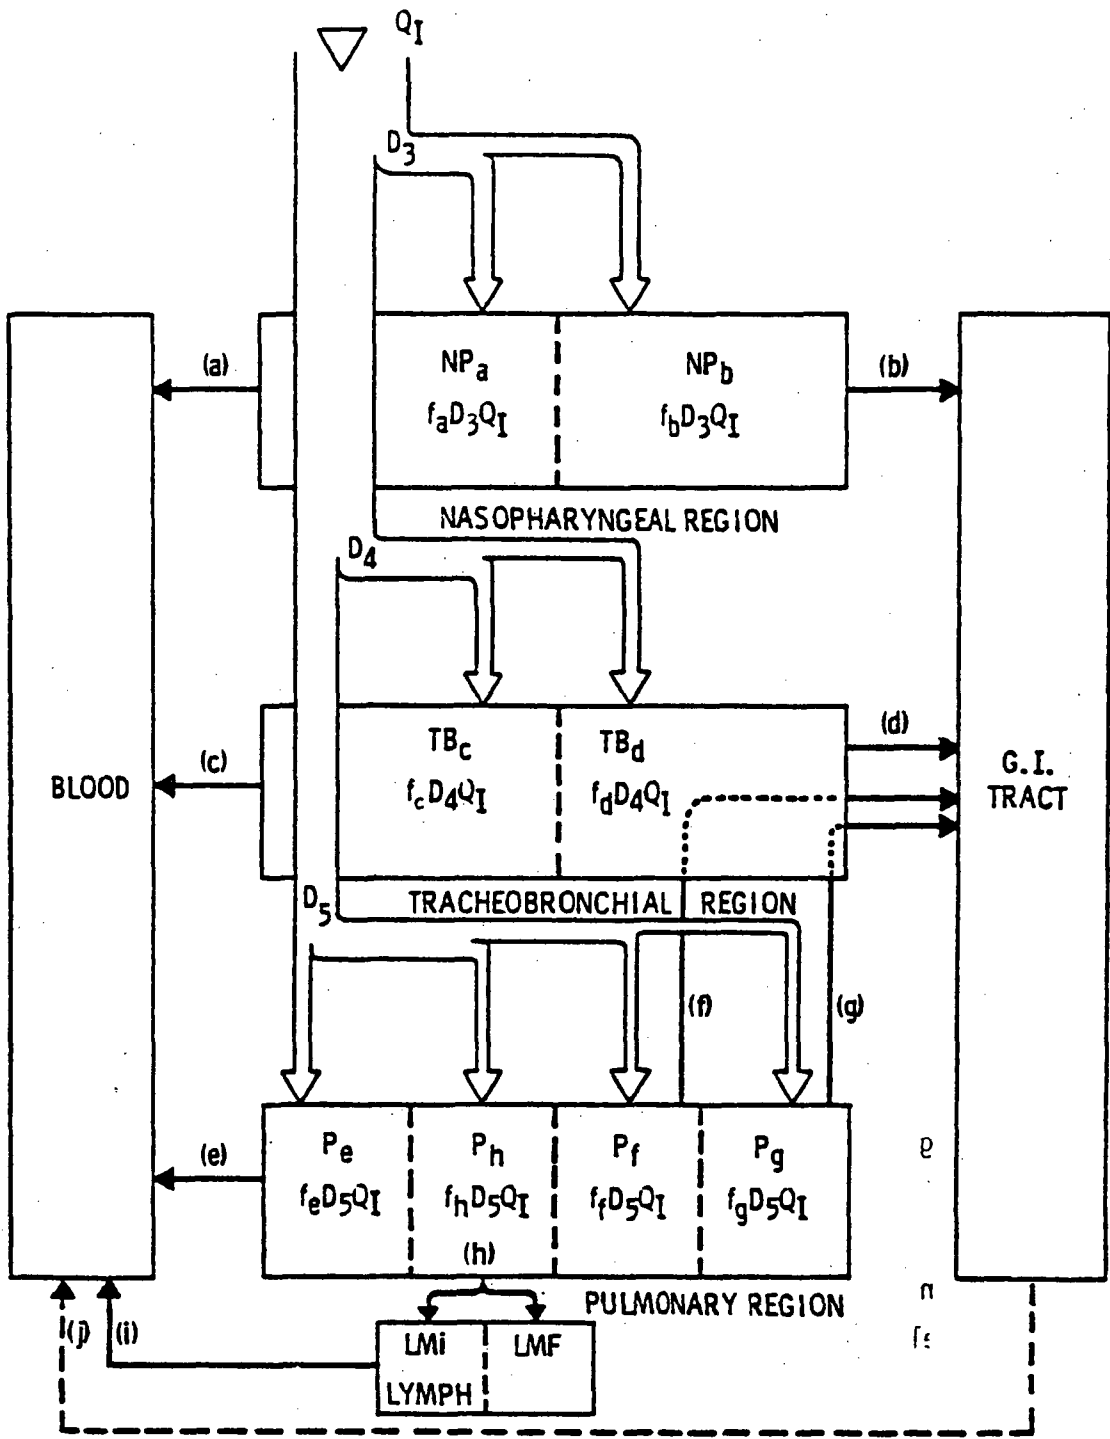 Q_I
D_3
(a)
NP_a
f_aD_3Q_I
NP_b
f_bD_3Q_I
(b)
NASOPHARYNGEAL REGION
D_4
BLOOD
(c)
TB_c
f_cD_4Q_I
TB_d
f_dD_4Q_I
(d)
G.I.
TRACT
D_5
TRACHEOBRONCHIAL REGION
(f)
(g)
(e)
P_e
f_eD_5Q_I
P_h
f_hD_5Q_I
(h)
P_f
f_fD_5Q_I
P_g
f_gD_5Q_I
PULMONARY REGION
(j)
(i)
LMi
LMF
LYMPH